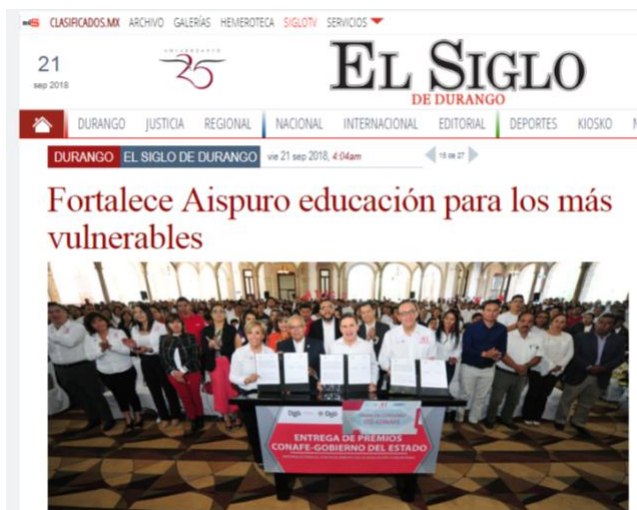 CLASIFICADOS.MX ARCHIVO GALERÍAS HEMEROTECA SIGLOTV SERVICIOS
21
sep 2018
ANIVERSARIO
25
EL SIGLO
DE DURANGO
DURANGO JUSTICIA REGIONAL NACIONAL INTERNACIONAL EDITORIAL DEPORTES KIOSKO
DURANGO EL SIGLO DE DURANGO vie 21 sep 2018, 4:04am 15 de 27
Fortalece Aispuro educación para los más
vulnerables
ENTREGA DE PREMIOS
CONAFE-GOBIERNO DEL ESTADO